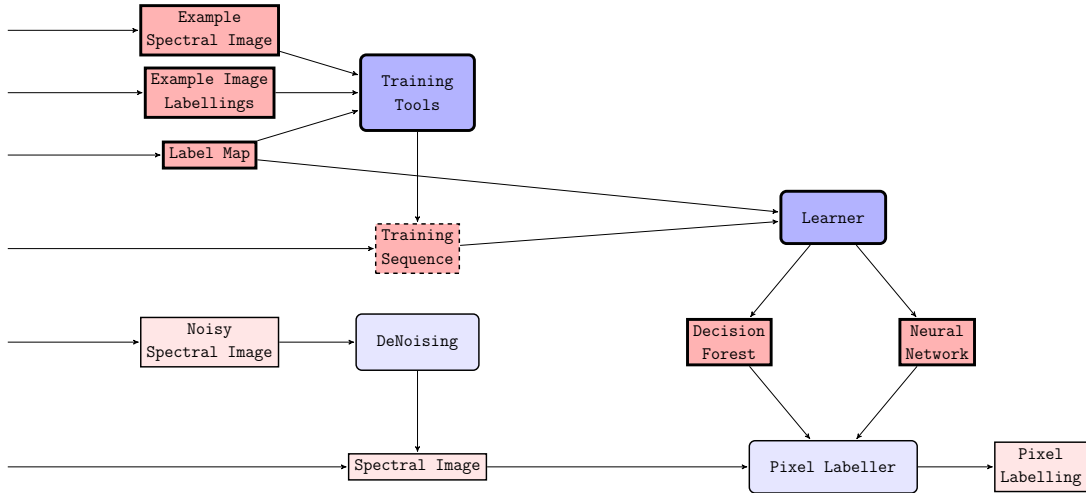 Example
Spectral Image
Example Image
Labellings
Label Map
Training
Tools
Learner
Training
Sequence
Noisy
Spectral Image
DeNoising
Decision
Forest
Neural
Network
Spectral Image
Pixel Labeller
Pixel
Labelling